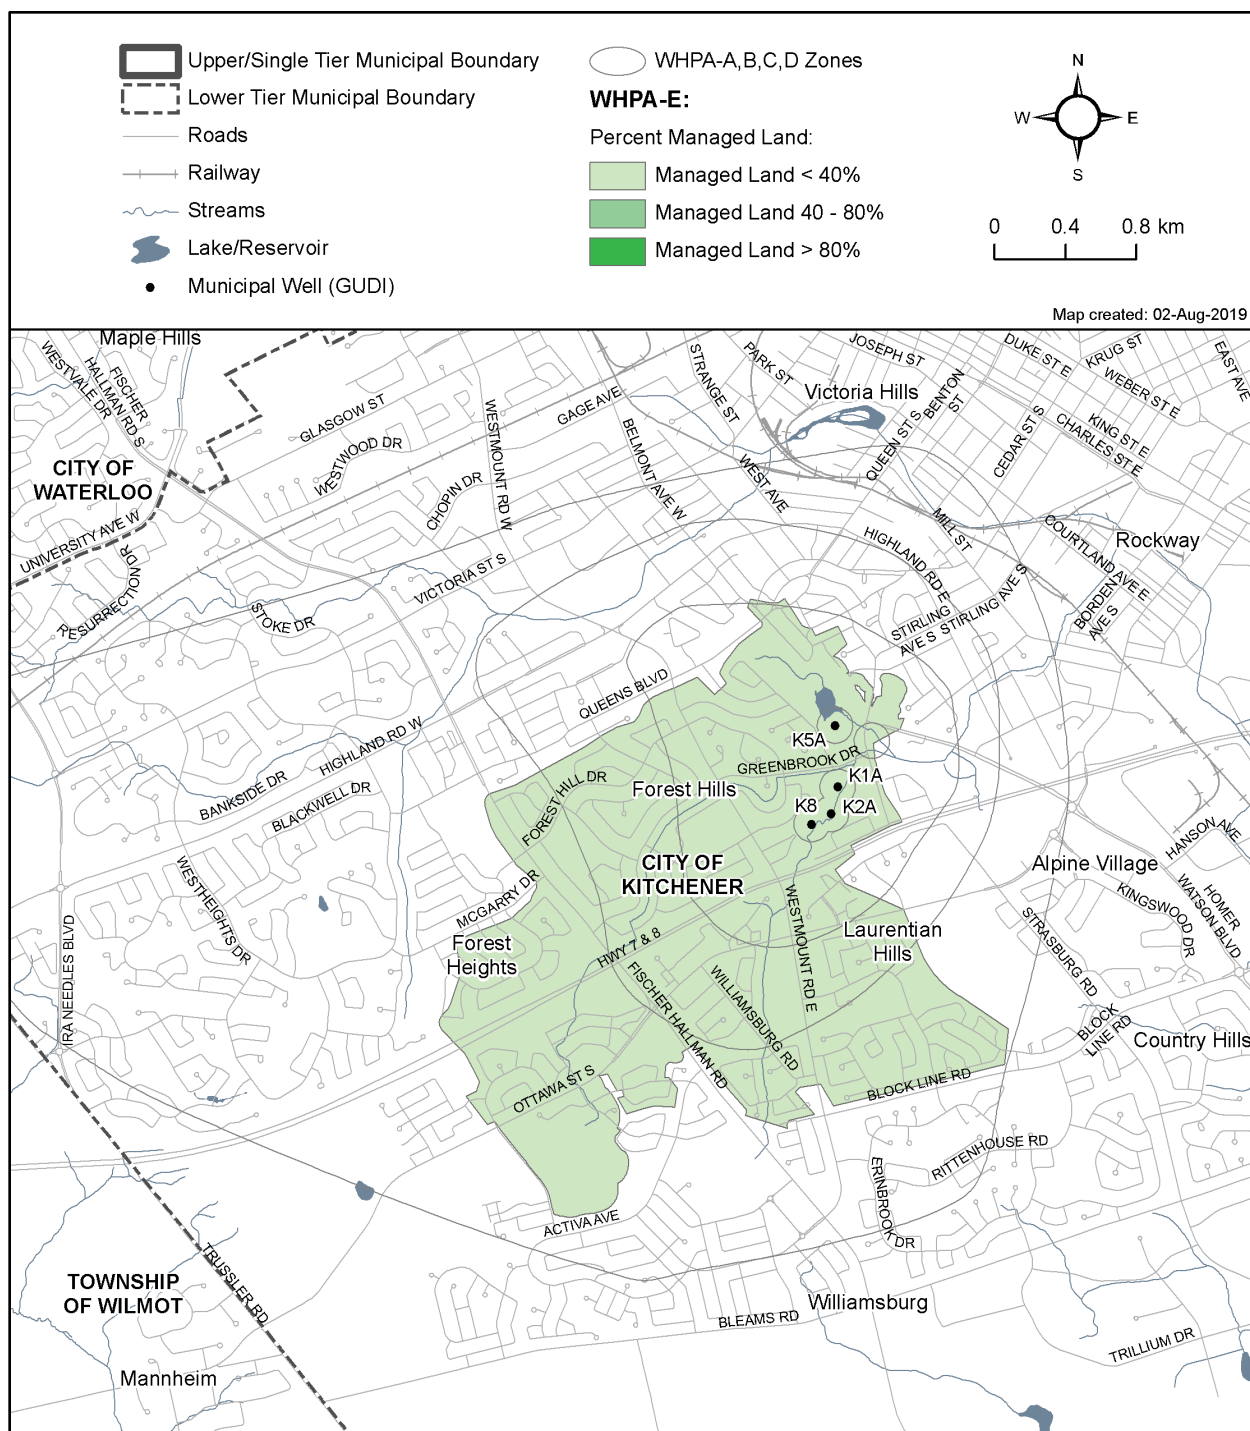 Upper/Single Tier Municipal Boundary
Lower Tier Municipal Boundary
Roads
Railway
Streams
Lake/Reservoir
Municipal Well (GUDI)
WHPA-A,B,C,D Zones
WHPA-E:
Percent Managed Land:
Managed Land < 40%
Managed Land 40 - 80%
Managed Land > 80%
N
W
E
S
0 0.4 0.8 km
Map created: 02-Aug-2019
Maple Hills
WESTVALE DR
FISCHER
HALLMAN RD S
GLASGOW ST
WESTWOOD DR
CHOPIN DR
WESTMOUNT RD W
GAGE AVE
BELMONT AVE W
STRANGE ST
PARK ST
WEST AVE
JOSEPH ST
Victoria Hills
QUEEN ST S
BENTON
ST
CEDAR ST S
DUKE ST E
KRUG ST
WEBER ST E
EAST AVE
KING ST E
CHARLES ST E
CITY OF
WATERLOO
UNIVERSITY AVE W
RESURRECTION DR
STOKE DR
VICTORIA ST S
HIGHLAND RD E
MILL ST
COURTLAND AVE E
Rockway
BORDEN
AVE S
STIRLING
AVE S
STIRLING AVE S
QUEENS BLVD
HIGHLAND RD W
BANKSIDE DR
BLACKWELL DR
FOREST HILL DR
Forest Hills
GREENBROOK DR
K5A
K1A
K2A
K8
CITY OF
KITCHENER
MCGARRY DR
Forest
Heights
WESTHEIGHTS DR
IRA NEEDLES BLVD
HWY 7 & 8
FISCHER HALLMAN RD
WILLIAMSBURG RD
WESTMOUNT RD E
Laurentian
Hills
Alpine Village
HANSON AVE
KINGSWOOD DR
HOMER
WATSON BLVD
STRASBURG RD
BLOCK
LINE RD
Country Hills
OTTAWA ST S
BLOCK LINE RD
RITTENHOUSE RD
ERINBROOK DR
ACTIVA AVE
TRUSSLER RD
TOWNSHIP
OF WILMOT
Mannheim
Williamsburg
BLEAMS RD
TRILLIUM DR